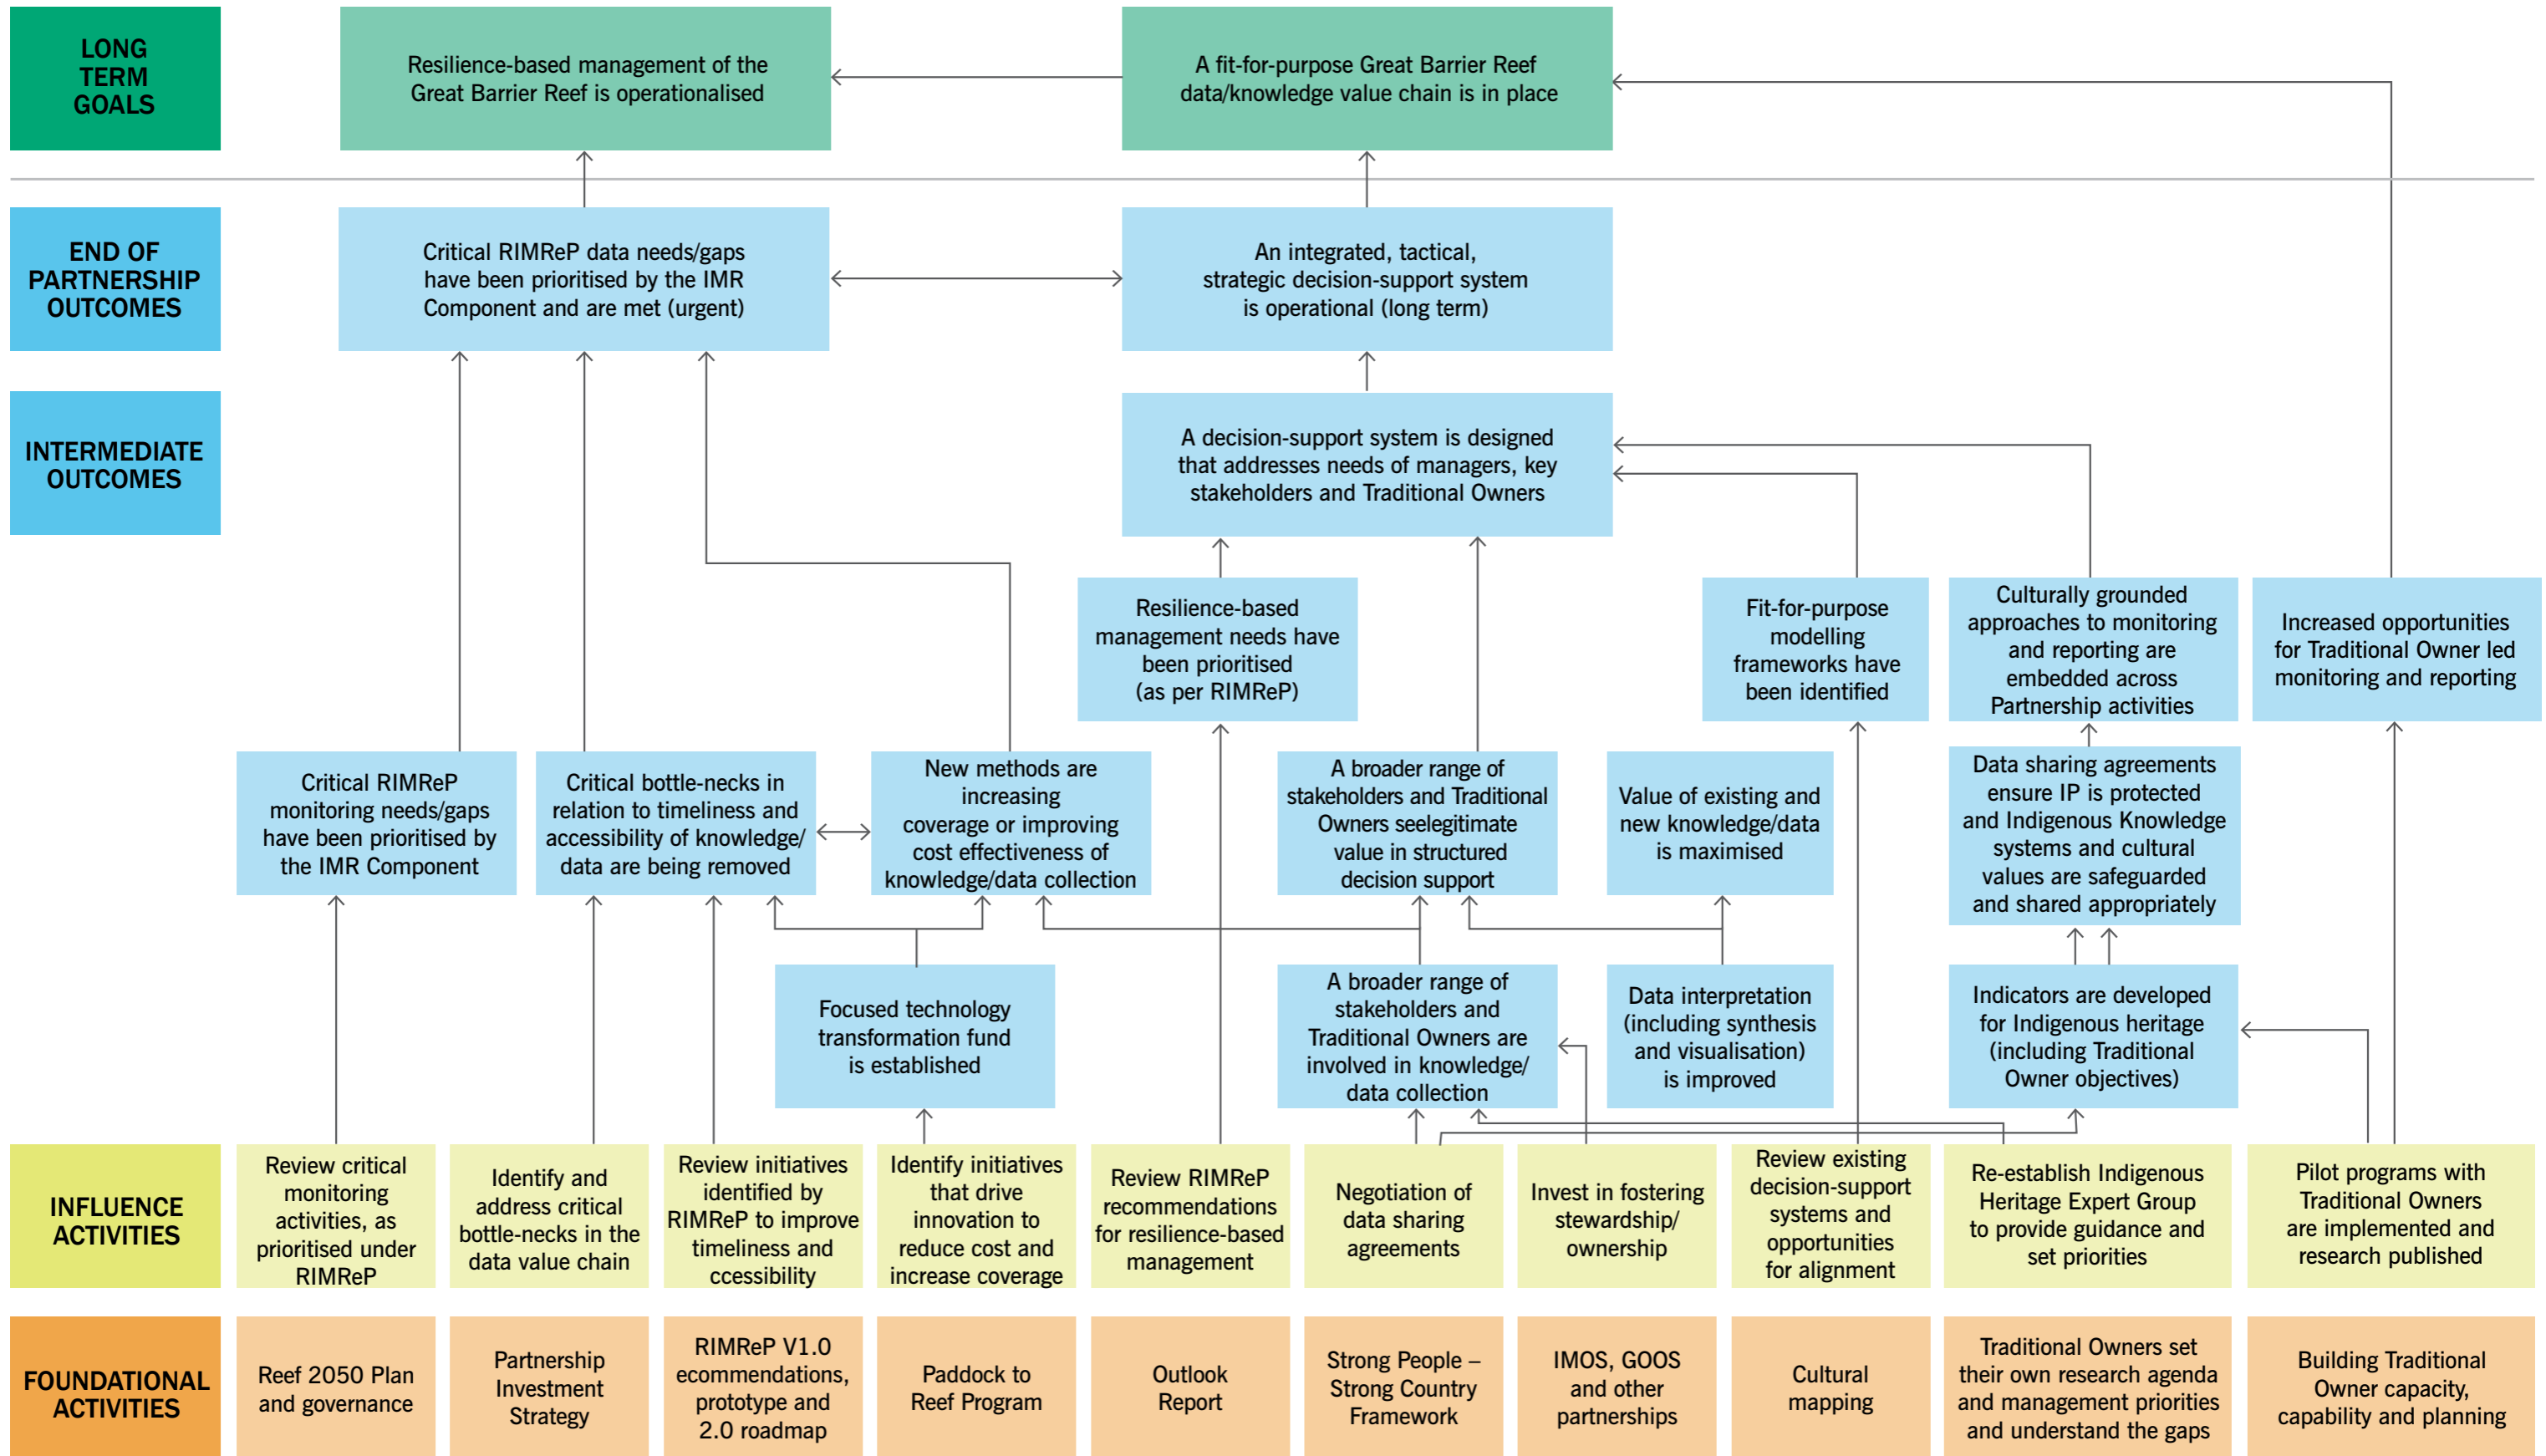 LONG
TERM
GOALS
Resilience-based management of the
Great Barrier Reef is operationalised
A fit-for-purpose Great Barrier Reef
data/knowledge value chain is in place
END OF
PARTNERSHIP
OUTCOMES
Critical RIMReP data needs/gaps
have been prioritised by the IMR
Component and are met (urgent)
An integrated, tactical,
strategic decision-support system
is operational (long term)
INTERMEDIATE
OUTCOMES
A decision-support system is designed
that addresses needs of managers, key
stakeholders and Traditional Owners
Resilience-based
management needs have
been prioritised
(as per RIMReP)
Fit-for-purpose
modelling
frameworks have
been identified
Culturally grounded
approaches to monitoring
and reporting are
embedded across
Partnership activities
Increased opportunities
for Traditional Owner led
monitoring and reporting
Critical RIMReP
monitoring needs/gaps
have been prioritised by
the IMR Component
Critical bottle-necks in
relation to timeliness and
accessibility of knowledge/
data are being removed
New methods are
increasing
coverage or improving
cost effectiveness of
knowledge/data collection
A broader range of
stakeholders and Traditional
Owners seelegitimate
value in structured
decision support
Value of existing and
new knowledge/data
is maximised
Data sharing agreements
ensure IP is protected
and Indigenous Knowledge
systems and cultural
values are safeguarded
and shared appropriately
Focused technology
transformation fund
is established
A broader range of
stakeholders and
Traditional Owners are
involved in knowledge/
data collection
Data interpretation
(including synthesis
and visualisation)
is improved
Indicators are developed
for Indigenous heritage
(including Traditional
Owner objectives)
INFLUENCE
ACTIVITIES
Review critical
monitoring
activities, as
prioritised under
RIMReP
Identify and
address critical
bottle-necks in the
data value chain
Review initiatives
identified by
RIMReP to improve
timeliness and
ccessibility
Identify initiatives
that drive
innovation to
reduce cost and
increase coverage
Review RIMReP
recommendations
for resilience-based
management
Negotiation of
data sharing
agreements
Invest in fostering
stewardship/
ownership
Review existing
decision-support
systems and
opportunities
for alignment
Re-establish Indigenous
Heritage Expert Group
to provide guidance and
set priorities
Pilot programs with
Traditional Owners
are implemented and
research published
FOUNDATIONAL
ACTIVITIES
Reef 2050 Plan
and governance
Partnership
Investment
Strategy
RIMReP V1.0
ecommendations,
prototype and
2.0 roadmap
Paddock to
Reef Program
Outlook
Report
Strong People –
Strong Country
Framework
IMOS, GOOS
and other
partnerships
Cultural
mapping
Traditional Owners set
their own research agenda
and management priorities
and understand the gaps
Building Traditional
Owner capacity,
capability and planning